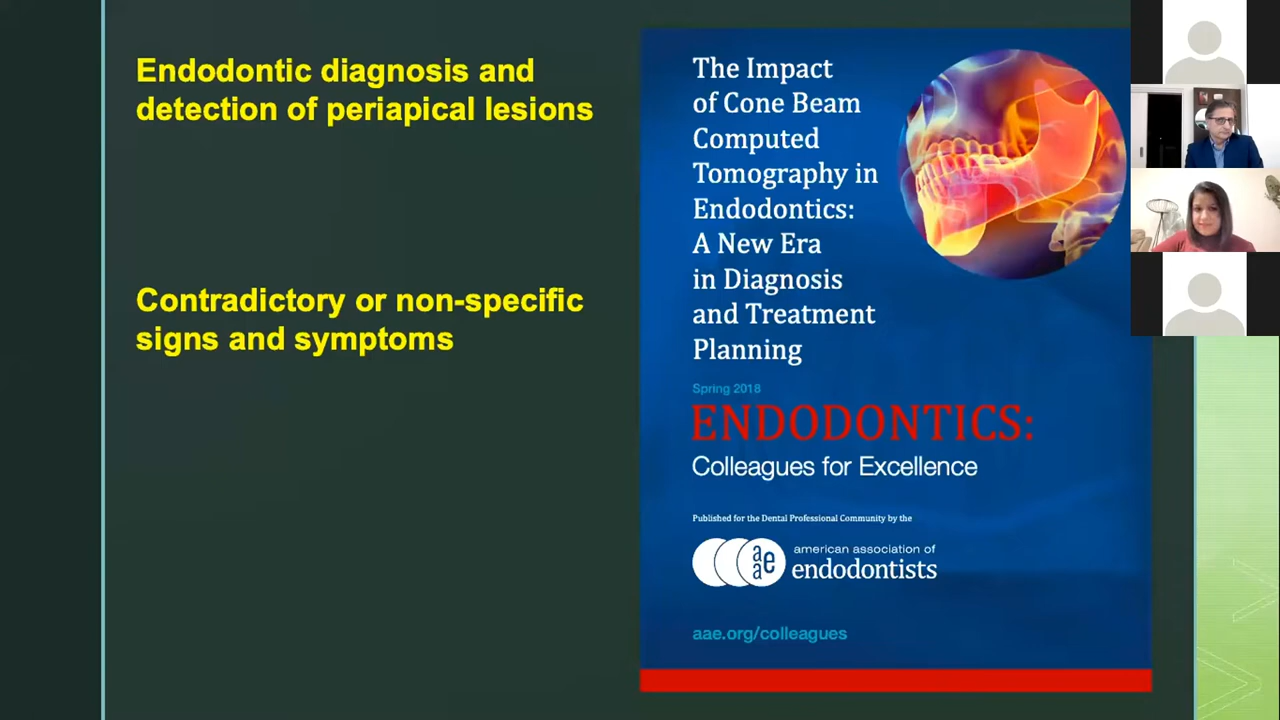 Endodontic diagnosis and
detection of periapical lesions
Contradictory or non-specific
signs and symptoms
The Impact
of Cone Beam
Computed
Tomography in
Endodontics:
A New Era
in Diagnosis
and Treatment
Planning
Spring 2018
ENDODONTICS:
Colleagues for Excellence
Published for the Dental Professional Community by the
aae
american association of
endodontists
aae.org/colleagues